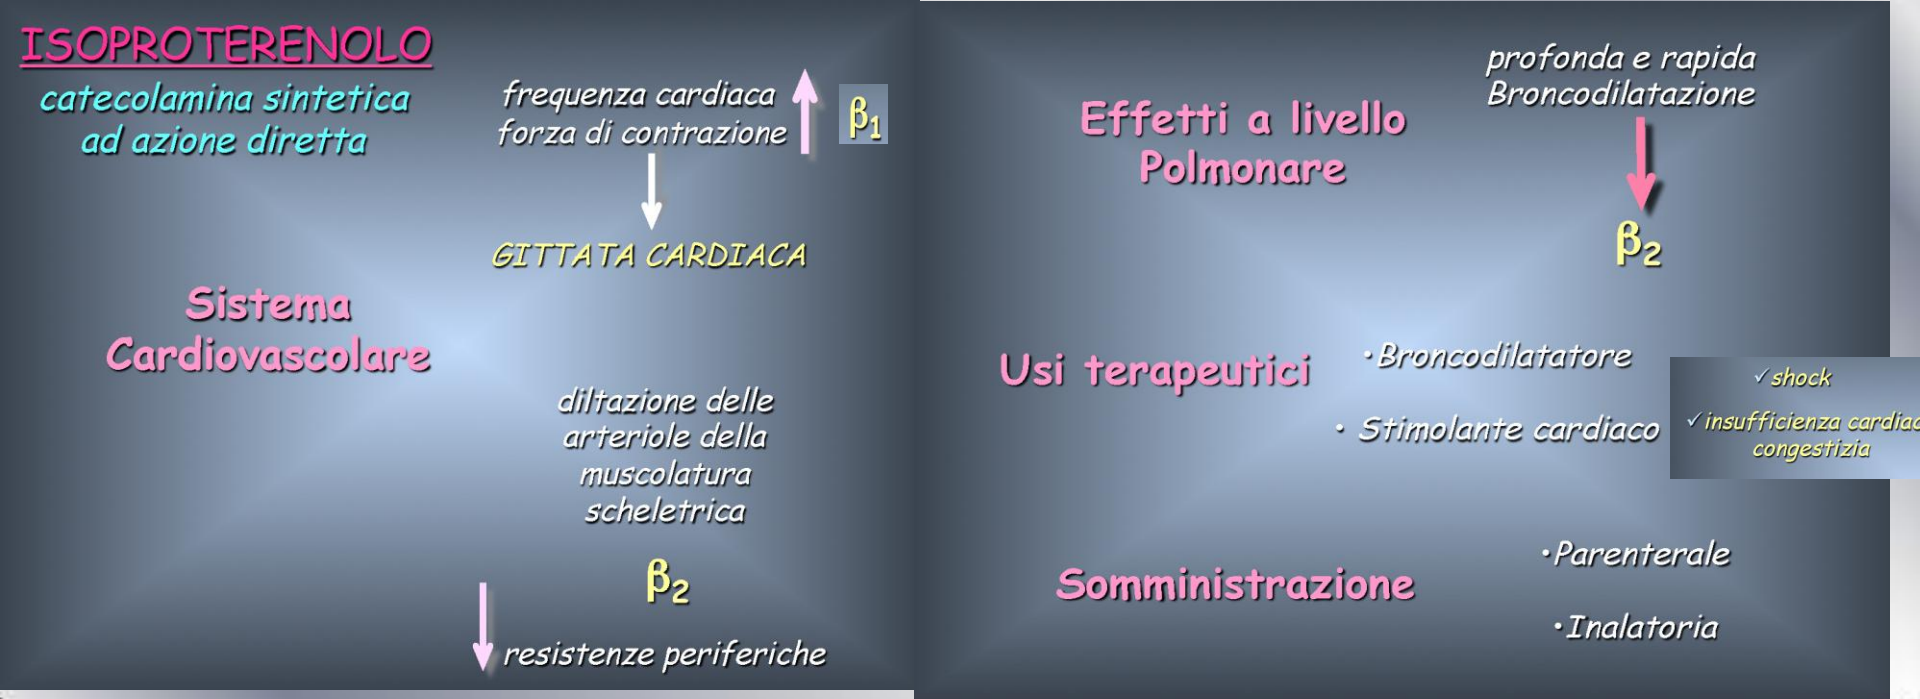 ISOPROTERENOLO
catecolamina sintetica
ad azione diretta
frequenza cardiaca
forza di contrazione
β1
GITTATA CARDIACA
Sistema
Cardiovascolare
diltazione delle
arteriole della
muscolatura
scheletrica
β2
resistenze periferiche
profonda e rapida
Broncodilatazione
Effetti a livello
Polmonare
β2
Usi terapeutici
•Broncodilatatore
• Stimolante cardiaco
✓shock
✓insufficienza cardiac
congestizia
Somministrazione
•Parenterale
•Inalatoria